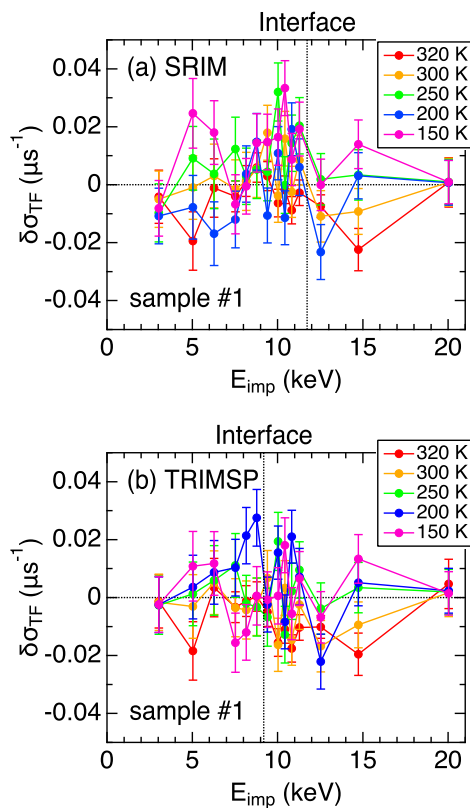 Interface
(a) SRIM
320 K
300 K
250 K
200 K
150 K
0.04
0.02
0
-0.02
-0.04
δσTF (μs-1)
sample #1
0 5 10 15 20
Eimp (keV)
Interface
(b) TRIMSP
320 K
300 K
250 K
200 K
150 K
0.04
0.02
0
-0.02
-0.04
δσTF (μs-1)
sample #1
0 5 10 15 20
Eimp (keV)